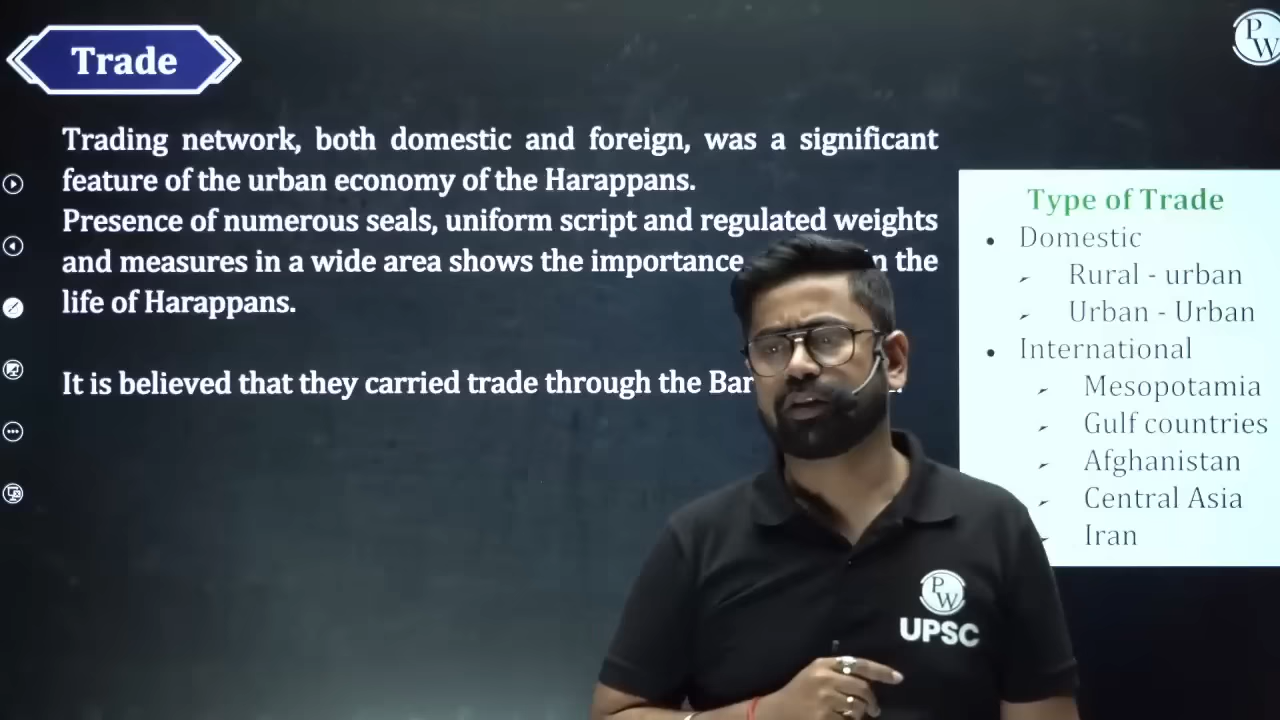 Trade
Trading network, both domestic and foreign, was a significant
feature of the urban economy of the Harappans.
Presence of numerous seals, uniform script and regulated weights
and measures in a wide area shows the importance in the
life of Harappans.
It is believed that they carried trade through the
Type of Trade
Domestic
Rural - urban
Urban - Urban
International
Mesopotamia
Gulf countries
Afghanistan
Central Asia
Iran
PW
PW
UPSC